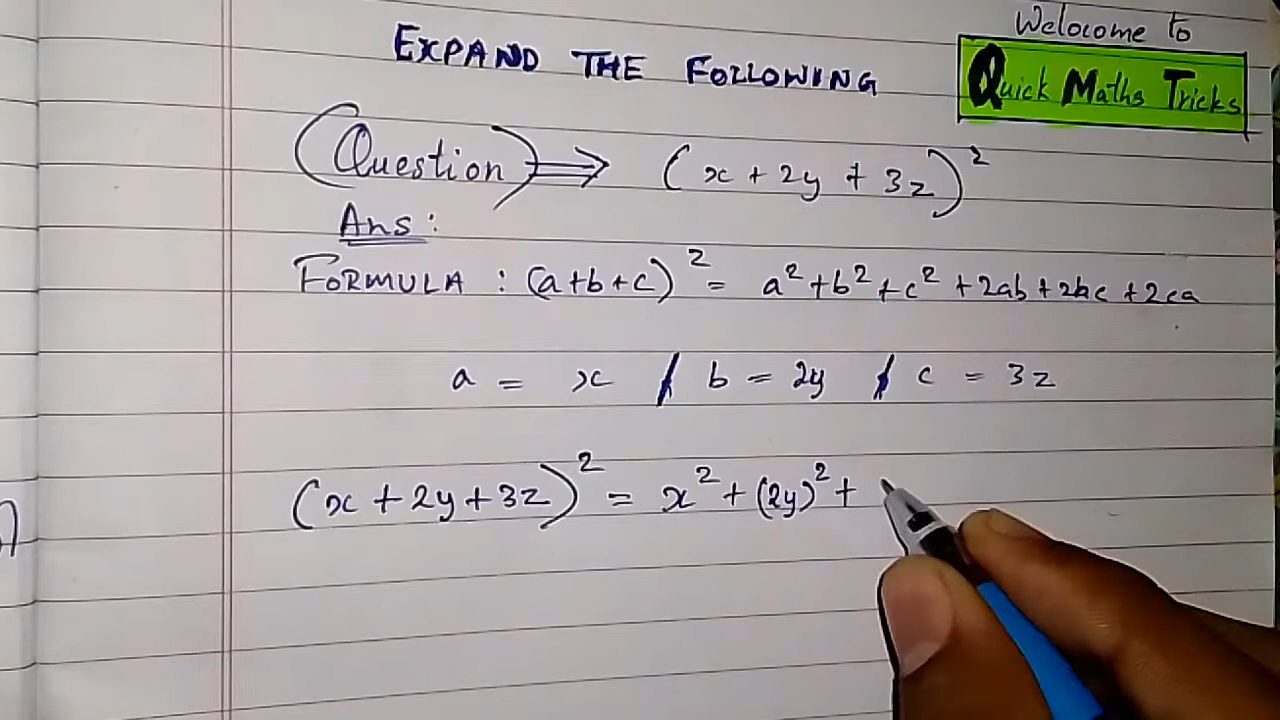 Welocome to
Quick Maths Tricks
EXPAND THE FOLLOWING
(Question) ⇒ (x + 2y + 3z)²
Ans :
FORMULA : (a+b+c)² = a² + b² + c² + 2ab + 2bc + 2ca
a = x / b = 2y / c = 3z
(x + 2y + 3z)² = x² + (2y)² +